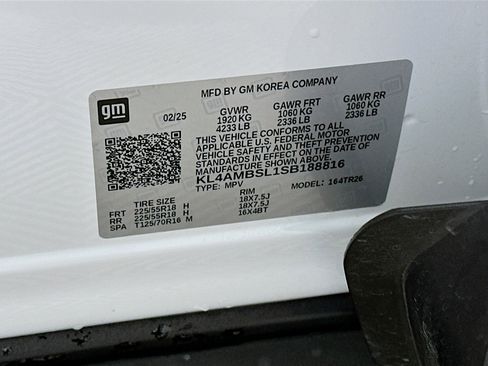 MFD BY GM KOREA COMPANY
gm 02/25 GVWR GAWR FRT GAWR RR
1920 KG 1060 KG 1060 KG
4233 LB 2336 LB 2336 LB
THIS VEHICLE CONFORMS TO ALL
APPLICABLE U.S. FEDERAL MOTOR
VEHICLE SAFETY AND THEFT PREVENTION
STANDARDS IN EFFECT ON THE DATE OF
MANUFACTURE SHOWN ABOVE.
KL4AMBSL1SB188816
TYPE: MPV MODEL: 164TR26
TIRE SIZE RIM
FRT 225/55R18 H 18X7.5J
RR 225/55R18 H 18X7.5J
SPA T125/70R16 M 16X4BT